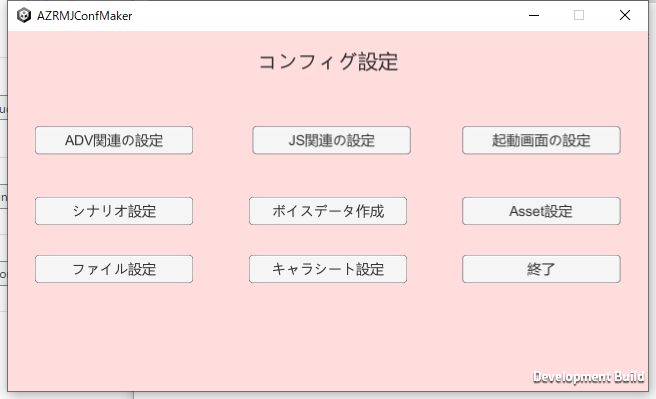 AZRMJConfMaker
コンフィグ設定
ADV関連の設定
JS関連の設定
起動画面の設定
シナリオ設定
ボイスデータ作成
Asset設定
ファイル設定
キャラシート設定
終了
Development Build